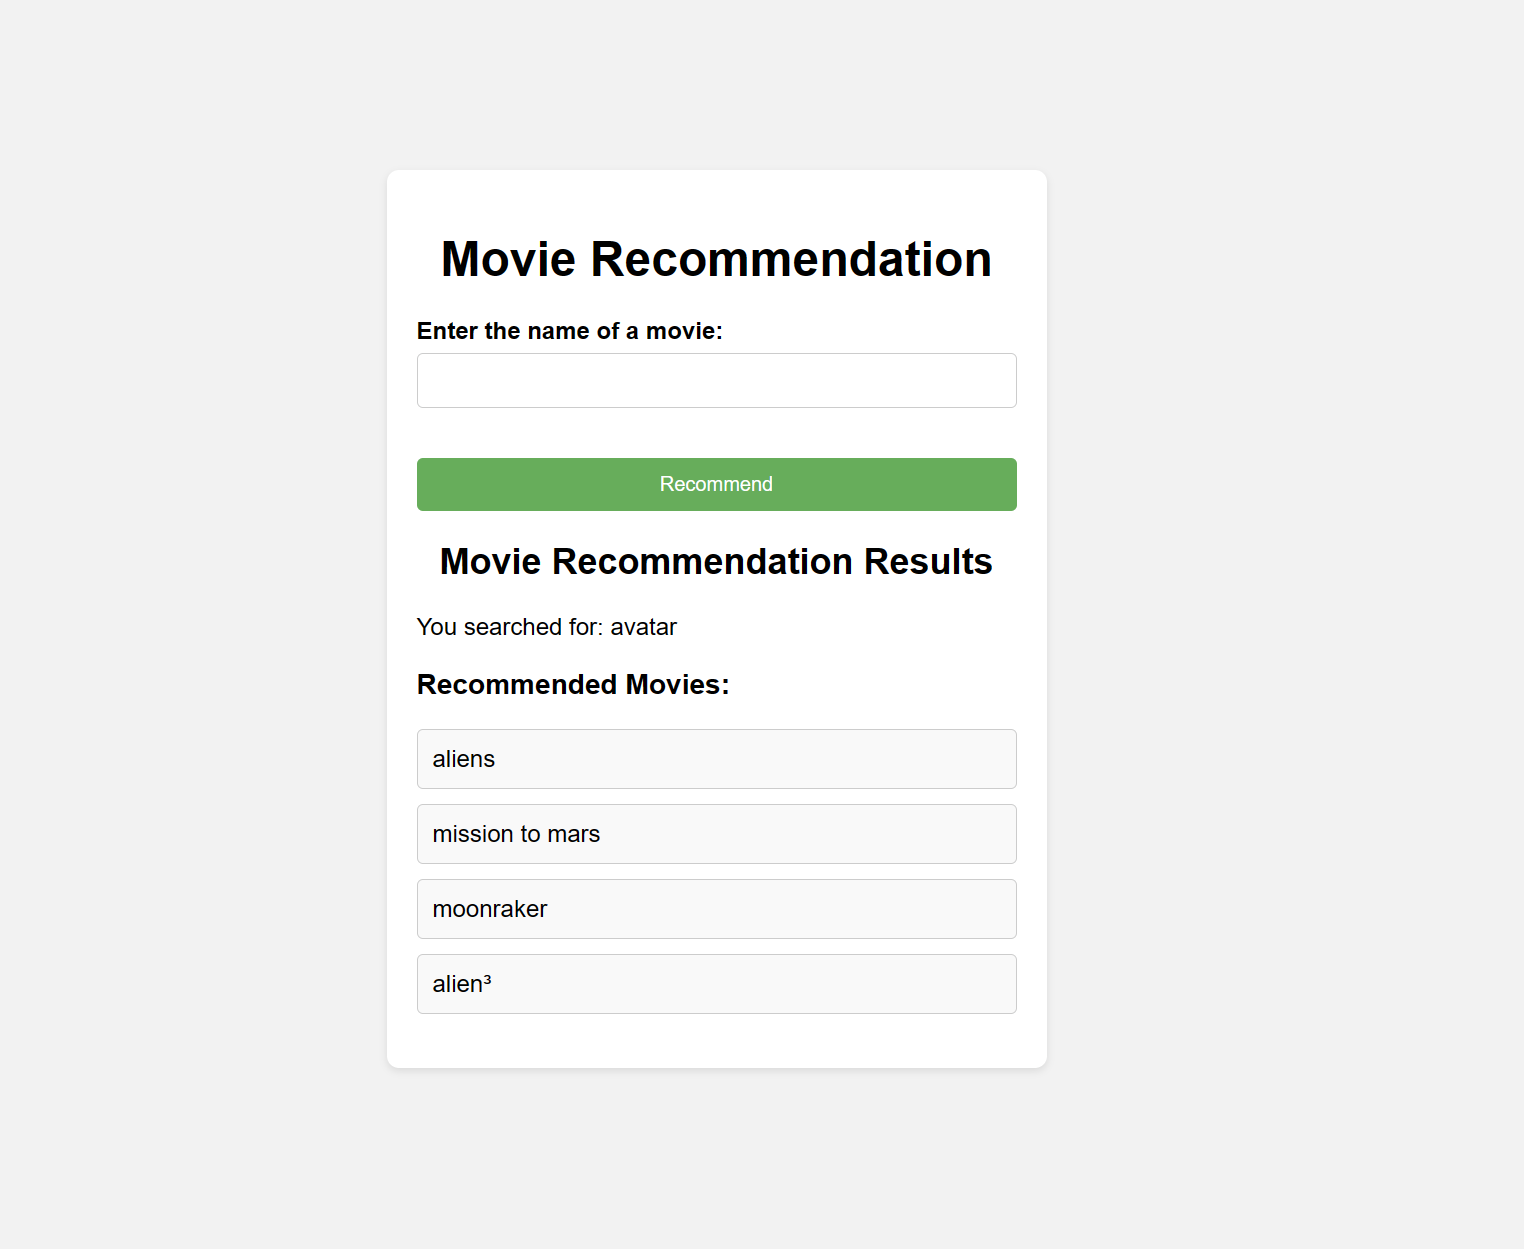 Movie Recommendation
Enter the name of a movie:
Recommend
Movie Recommendation Results
You searched for: avatar
Recommended Movies:
aliens
mission to mars
moonraker
alien³